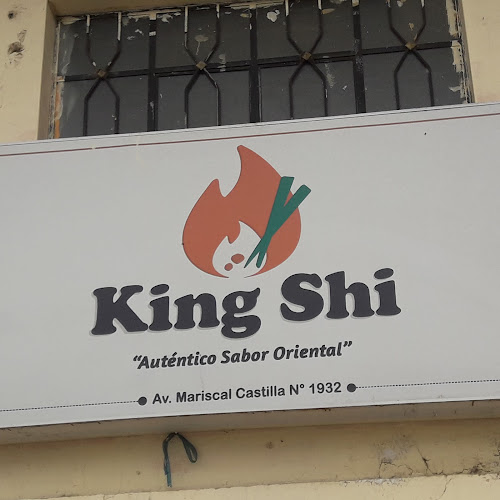 King Shi
"Auténtico Sabor Oriental"
Av. Mariscal Castilla N° 1932